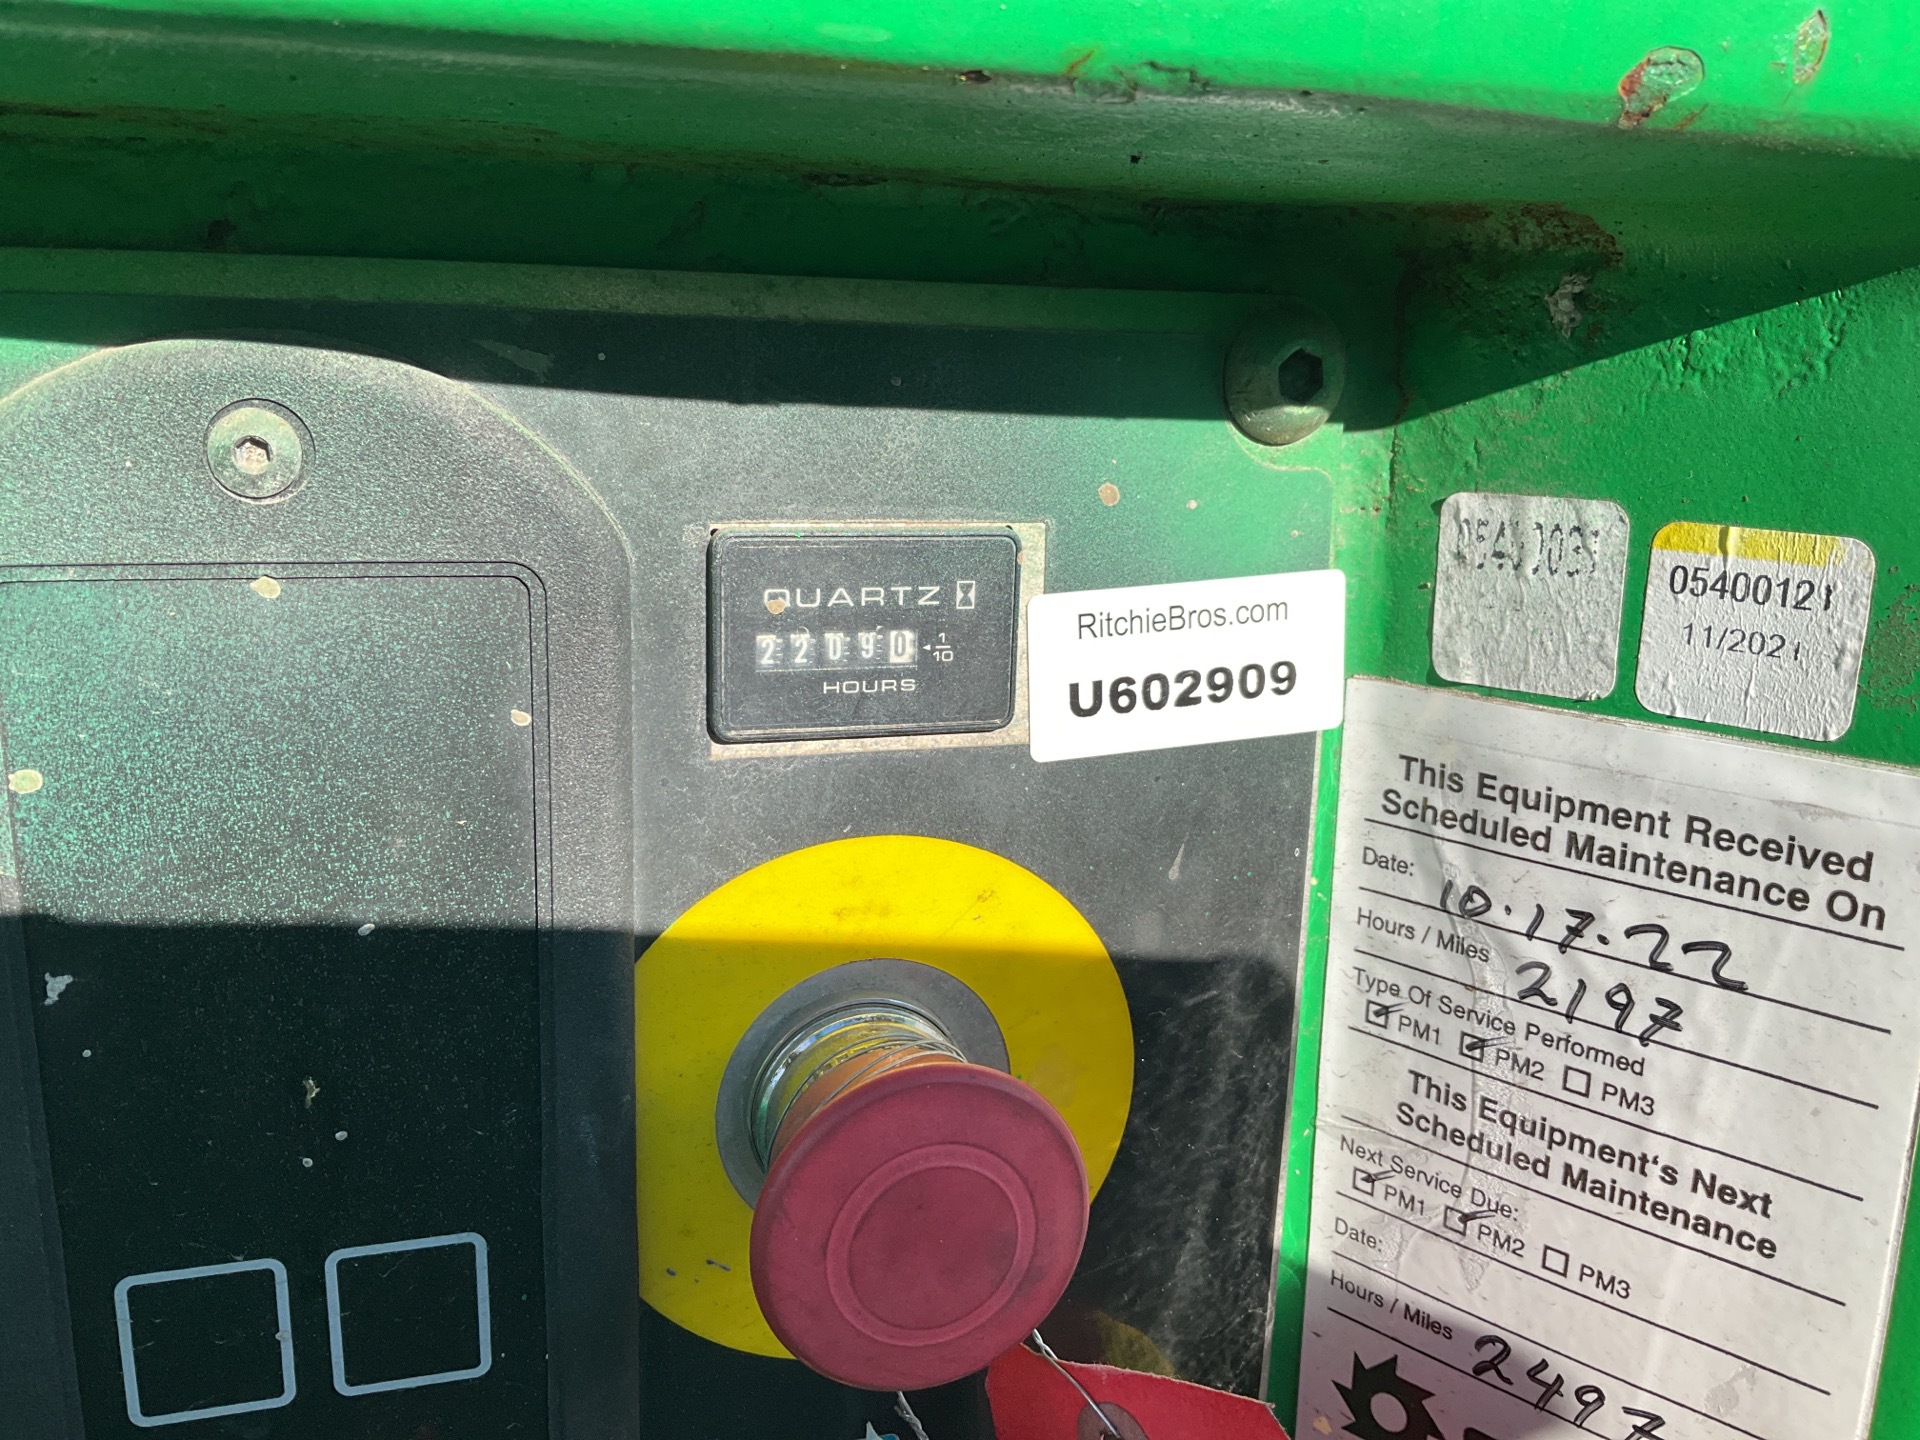 QUARTZ
22090 1/10
HOURS
RitchieBros.com
U602909
05400121
11/2021
This Equipment Received
Scheduled Maintenance On
Date: 10.17.22
Hours / Miles 2197
Type Of Service Performed
PM1 PM2 PM3
This Equipment's Next
Scheduled Maintenance
Next Service Due:
PM1 PM2 PM3
Date:
Hours / Miles 2497